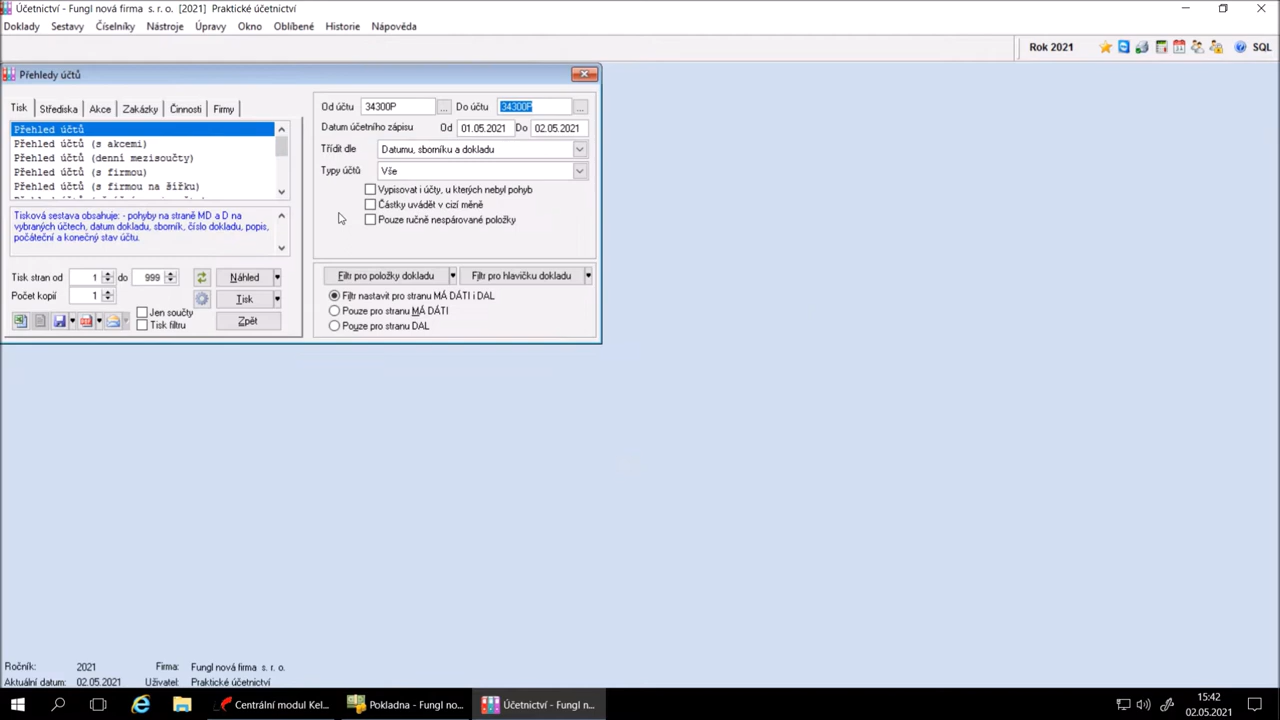 Účetnictví - Fungl nová firma s. r. o. [2021] Praktické účetnictví
Doklady Sestavy Číselníky Nástroje Úpravy Okno Oblíbené Historie Nápověda
Rok 2021 SQL
Přehledy účtů
Tisk Střediska Akce Zakázky Činnosti Firmy
Přehled účtů
Přehled účtů (s akcemi)
Přehled účtů (denní mezisoučty)
Přehled účtů (s firmou)
Přehled účtů (s firmou na šířku)
Tisková sestava obsahuje: - pohyby na straně MD a D na
vybraných účtech, datum dokladu, sborník, číslo dokladu, popis,
počáteční a konečný stav účtu.
Tisk stran od 1 do 999 Náhled
Počet kopií 1 Tisk
Jen součty
Tisk filtru Zpět
Od účtu 34300P ... Do účtu 34300P ...
Datum účetního zápisu Od 01.05.2021 Do 02.05.2021
Třídit dle Datumu, sborníku a dokladu
Typy účtů Vše
Vypisovat i účty, u kterých nebyl pohyb
Částky uvádět v cizí měně
Pouze ručně nespárované položky
Filtr pro položky dokladu Filtr pro hlavičku dokladu
Filtr nastavit pro stranu MÁ DÁTI i DAL
Pouze pro stranu MÁ DÁTI
Pouze pro stranu DAL
Ročník: 2021 Firma: Fungl nová firma s. r. o.
Aktuální datum: 02.05.2021 Uživatel: Praktické účetnictví
Centrální modul Kel... Pokladna - Fungl no... Účetnictví - Fungl n...
15:42
02.05.2021